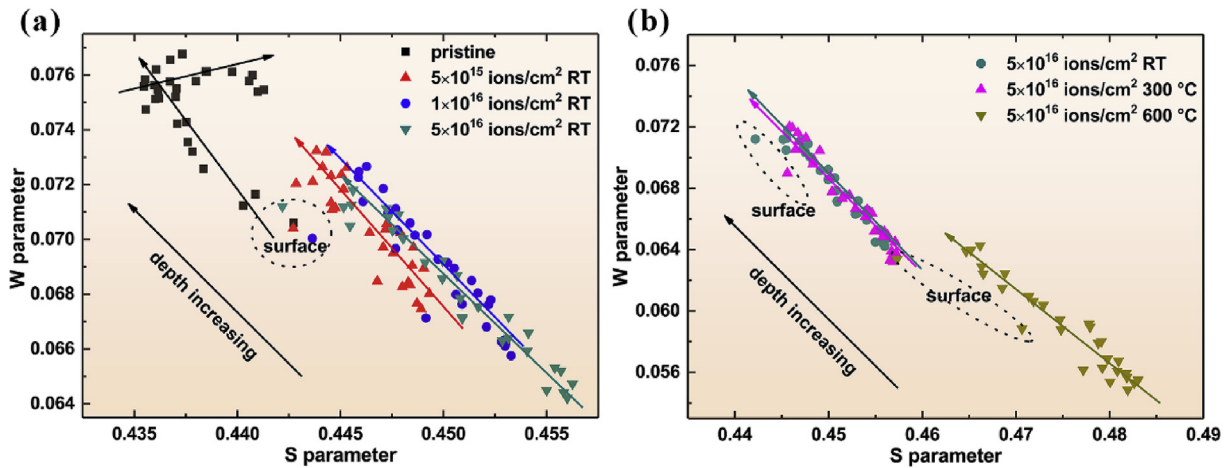 (a)
0.076
0.074
0.072
0.070
0.068
0.066
0.064
W parameter
pristine
5×10¹⁵ ions/cm² RT
1×10¹⁶ ions/cm² RT
5×10¹⁶ ions/cm² RT
surface
depth increasing
0.435
0.440
0.445
0.450
0.455
S parameter
(b)
0.076
0.072
0.068
0.064
0.060
0.056
W parameter
5×10¹⁶ ions/cm² RT
5×10¹⁶ ions/cm² 300 °C
5×10¹⁶ ions/cm² 600 °C
surface
surface
depth increasing
0.44
0.45
0.46
0.47
0.48
S parameter